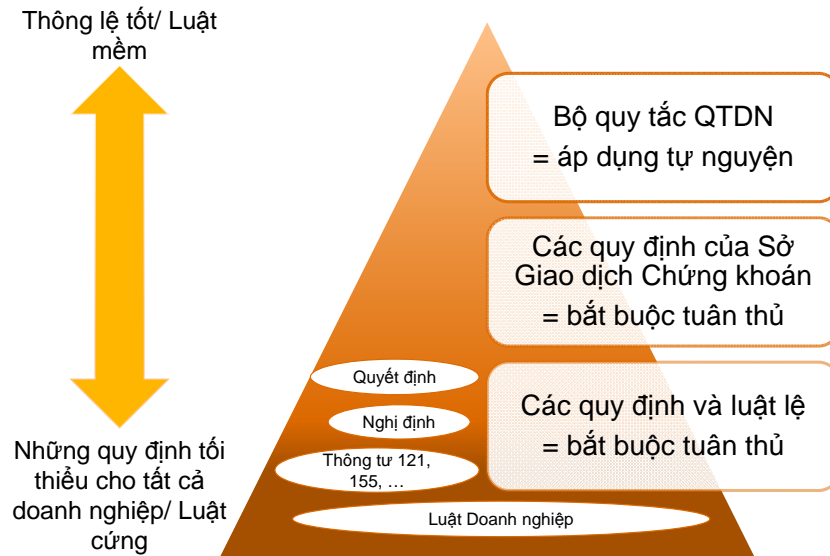 Thông lệ tốt/ Luật
mềm
Bộ quy tắc QTDN
= áp dụng tự nguyện
Các quy định của Sở
Giao dịch Chứng khoán
= bắt buộc tuân thủ
Quyết định
Nghị định
Thông tư 121,
155, …
Luật Doanh nghiệp
Các quy định và luật lệ
= bắt buộc tuân thủ
Những quy định tối
thiểu cho tất cả
doanh nghiệp/ Luật
cứng